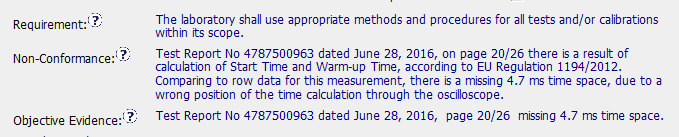 Requirement:? The laboratory shall use appropriate methods and procedures for all tests and/or calibrations
within its scope.
Non-Conformance:? Test Report No 4787500963 dated June 28, 2016, on page 20/26 there is a result of
calculation of Start Time and Warm-up Time, according to EU Regulation 1194/2012.
Comparing to row data for this measurement, there is a missing 4.7 ms time space, due to a
wrong position of the time calculation through the oscilloscope.
Objective Evidence:? Test Report No 4787500963 dated June 28, 2016,  page 20/26  missing 4.7 ms time space.